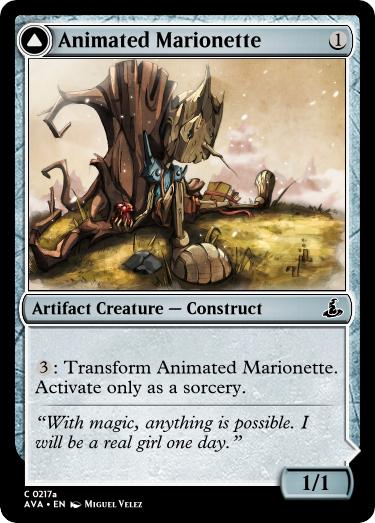 Animated Marionette 1
Artifact Creature — Construct
3 : Transform Animated Marionette.
Activate only as a sorcery.
“With magic, anything is possible. I
will be a real girl one day.”
1/1
C 0217a
AVA • EN Miguel Velez